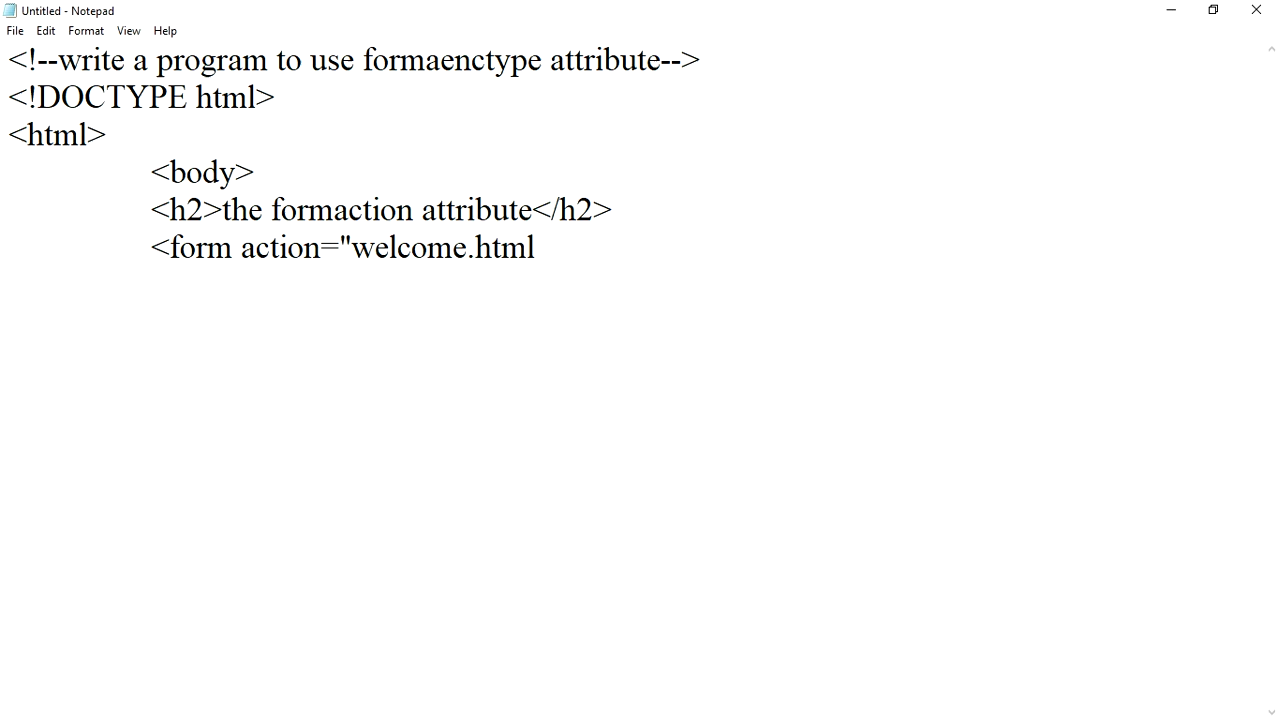 Untitled - Notepad
File Edit Format View Help
<!--write a program to use formaenctype attribute-->
<!DOCTYPE html>
<html>
<body>
<h2>the formaction attribute</h2>
<form action="welcome.html